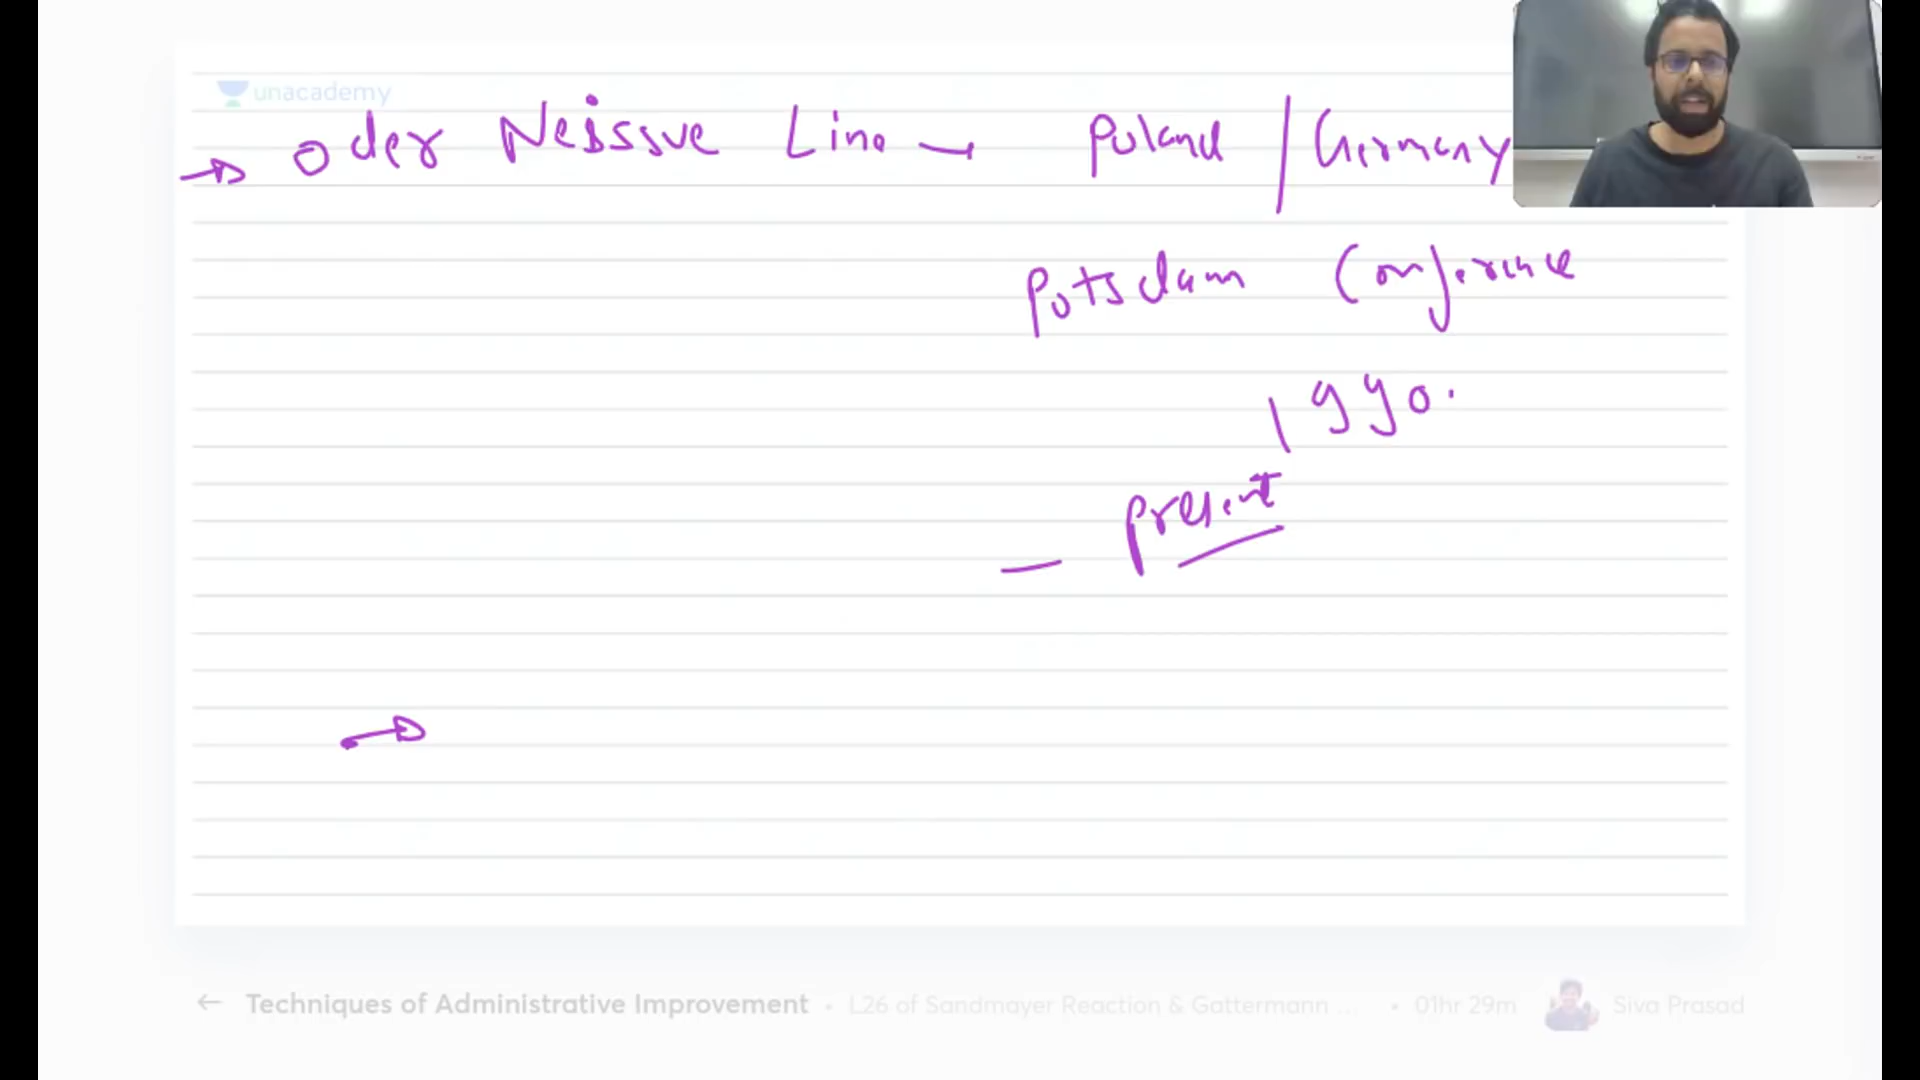 unacademy
→ Oder Neissve Line – Poland / Germany
Potsdam Conference
1990.
– present
→
← Techniques of Administrative Improvement • L26 of Sandmayer Reaction & Gattermann ... • 01hr 29m Siva Prasad